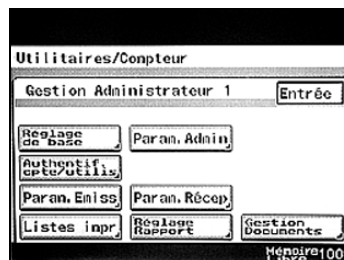 Utilitaires/Compteur
Gestion Administrateur 1
Entrée
Réglage
de base
Param.Admin
Authentif.
cpte/utilis
Param.Emiss
Param.Récep
Listes impr
Réglage
Rapport
Gestion
Documents
Mémoire
Libre 100